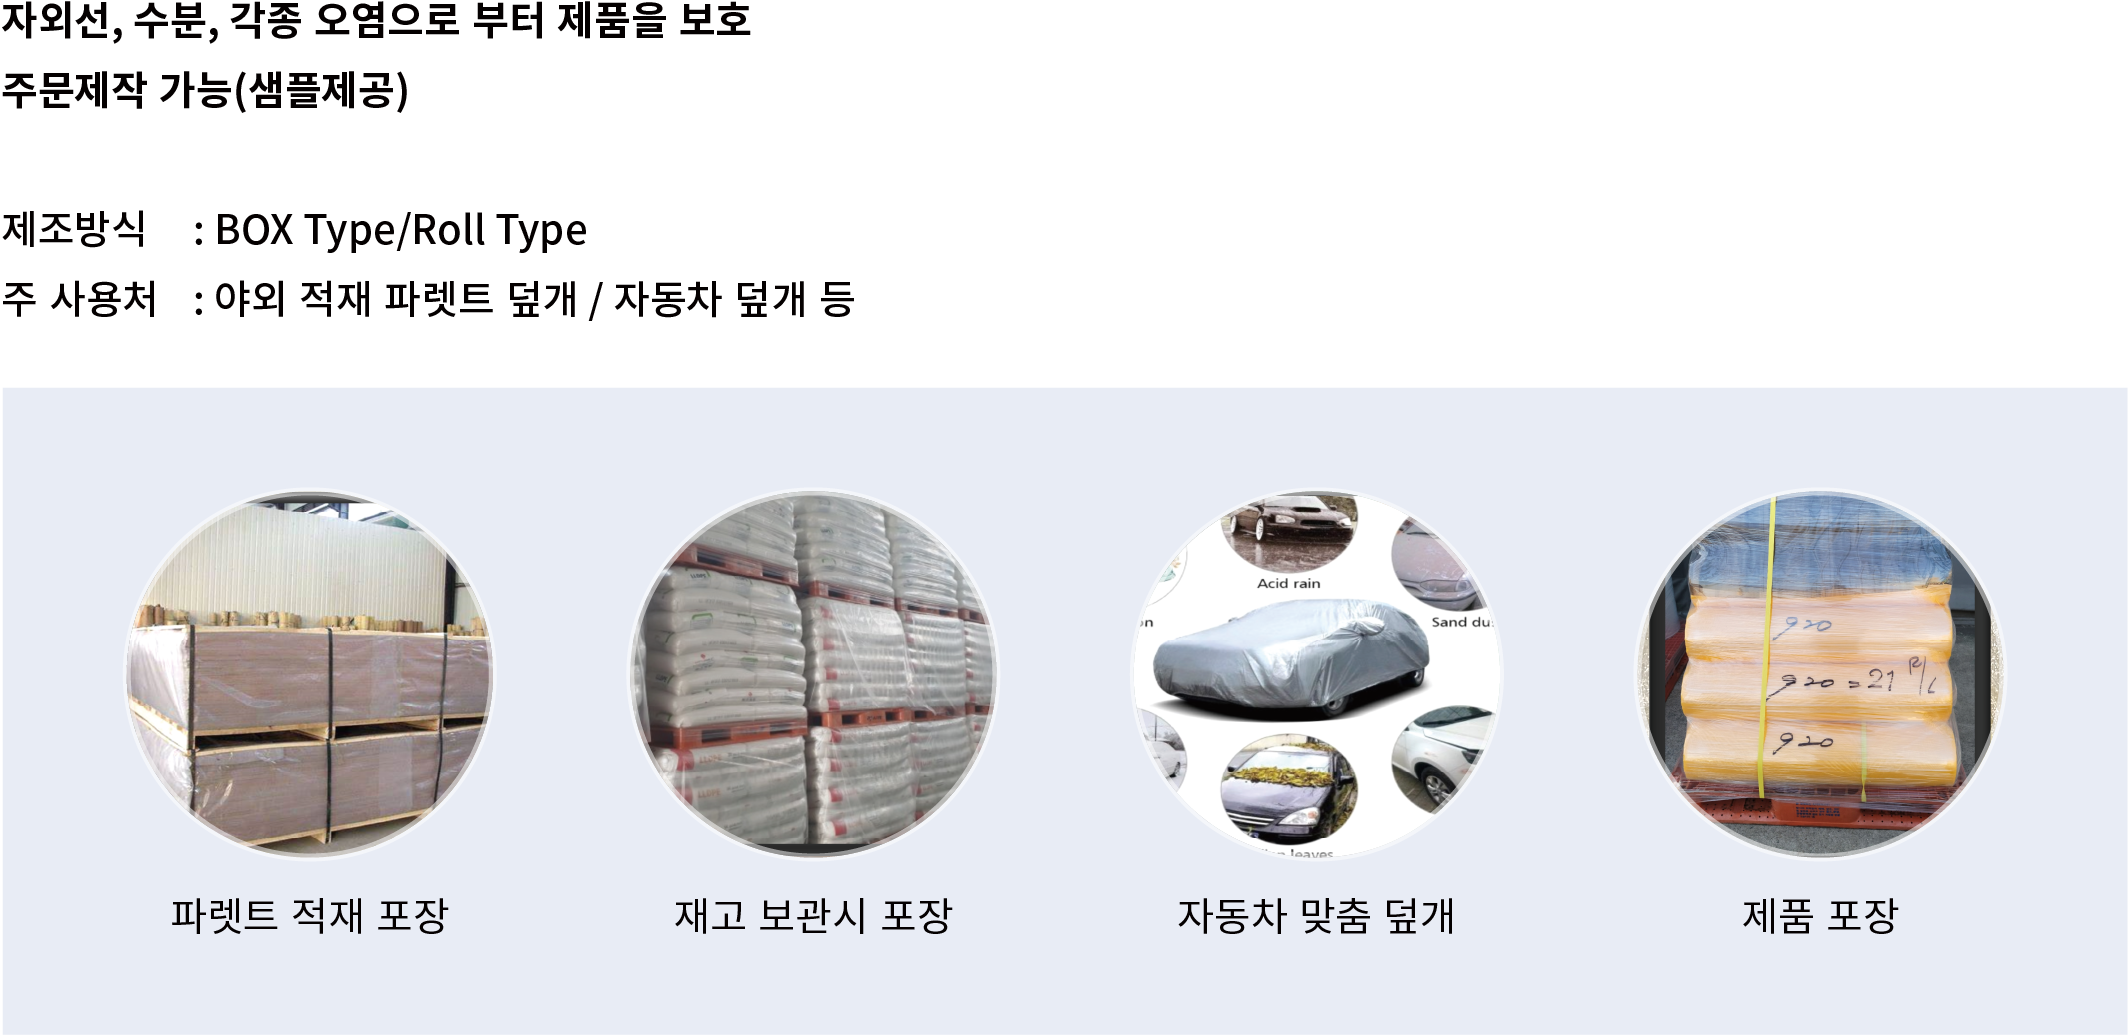 자외선, 수분, 각종 오염으로 부터 제품을 보호
주문제작 가능(샘플제공)
제조방식 : BOX Type/Roll Type
주 사용처 : 야외 적재 파렛트 덮개 / 자동차 덮개 등
Acid rain
Sand du
leaves
920
920 = 21 R/L
920
파렛트 적재 포장
재고 보관시 포장
자동차 맞춤 덮개
제품 포장